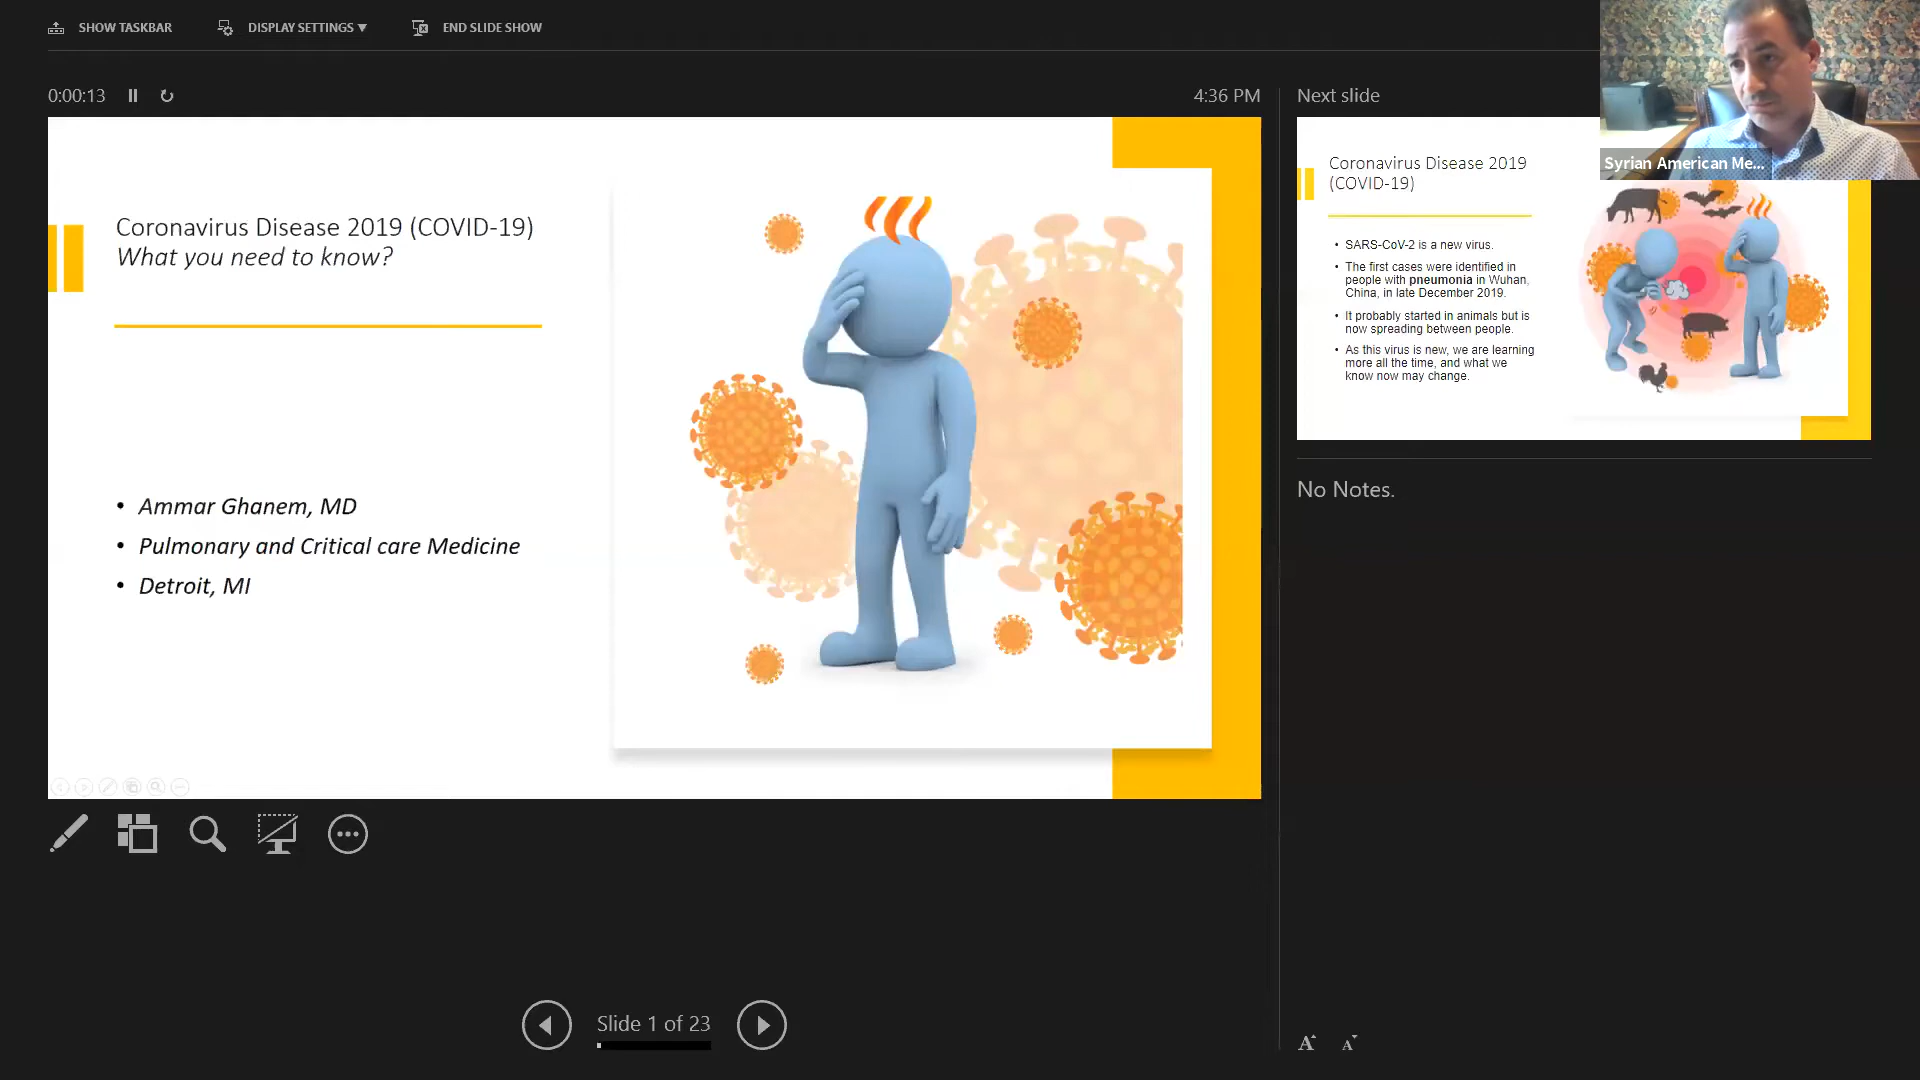 SHOW TASKBAR
DISPLAY SETTINGS ▼
END SLIDE SHOW
0:00:13
4:36 PM
Coronavirus Disease 2019 (COVID-19)
What you need to know?
• Ammar Ghanem, MD
• Pulmonary and Critical care Medicine
• Detroit, MI
Slide 1 of 23
Next slide
Syrian American Me...
Coronavirus Disease 2019
(COVID-19)
• SARS-CoV-2 is a new virus.
• The first cases were identified in
people with pneumonia in Wuhan,
China, in late December 2019.
• It probably started in animals but is
now spreading between people.
• As this virus is new, we are learning
more all the time, and what we
know now may change.
No Notes.
A A